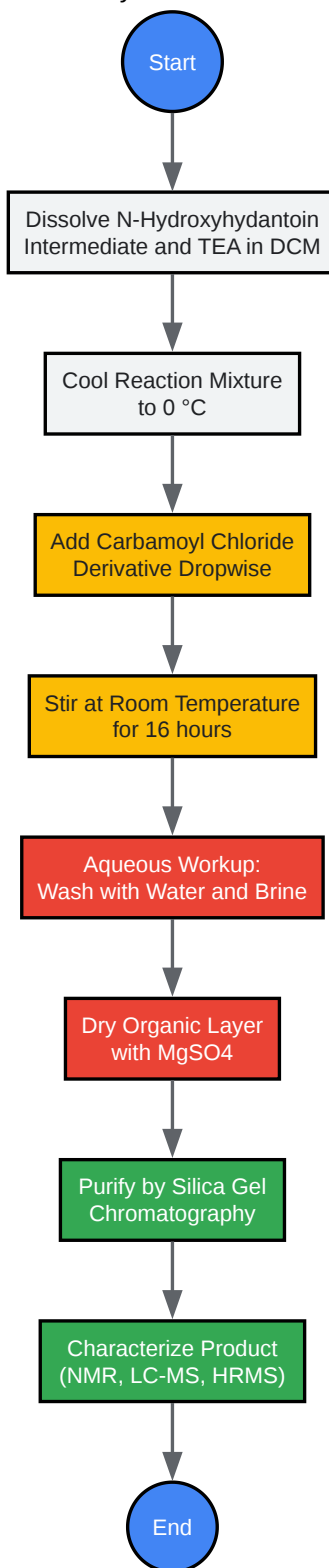 Start
Dissolve N-Hydroxyhydantoin
Intermediate and TEA in DCM
Cool Reaction Mixture
to 0 °C
Add Carbamoyl Chloride
Derivative Dropwise
Stir at Room Temperature
for 16 hours
Aqueous Workup:
Wash with Water and Brine
Dry Organic Layer
with MgSO4
Purify by Silica Gel
Chromatography
Characterize Product
(NMR, LC-MS, HRMS)
End